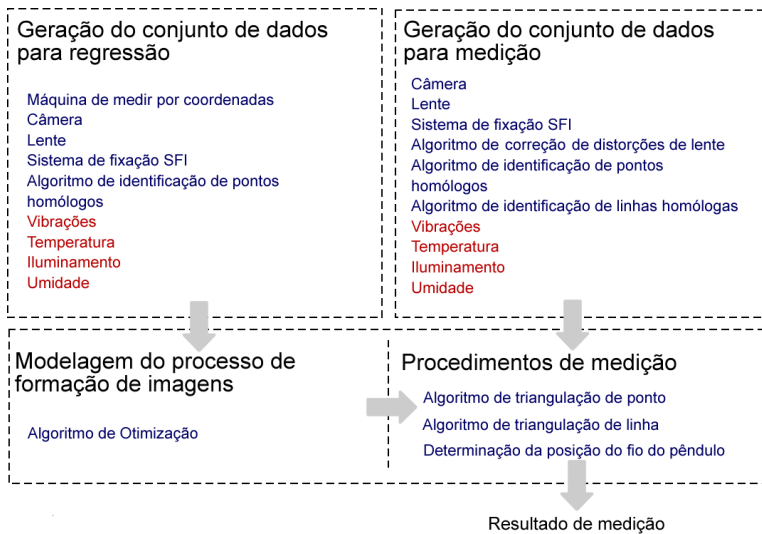 Geração do conjunto de dados
para regressão
Máquina de medir por coordenadas
Câmera
Lente
Sistema de fixação SFI
Algoritmo de identificação de pontos
homólogos
Vibrações
Temperatura
Iluminamento
Umidade
Geração do conjunto de dados
para medição
Câmera
Lente
Sistema de fixação SFI
Algoritmo de correção de distorções de lente
Algoritmo de identificação de pontos
homólogos
Algoritmo de identificação de linhas homólogas
Vibrações
Temperatura
Iluminamento
Umidade
Modelagem do processo de
formação de imagens
Algoritmo de Otimização
Procedimentos de medição
Algoritmo de triangulação de ponto
Algoritmo de triangulação de linha
Determinação da posição do fio do pêndulo
Resultado de medição